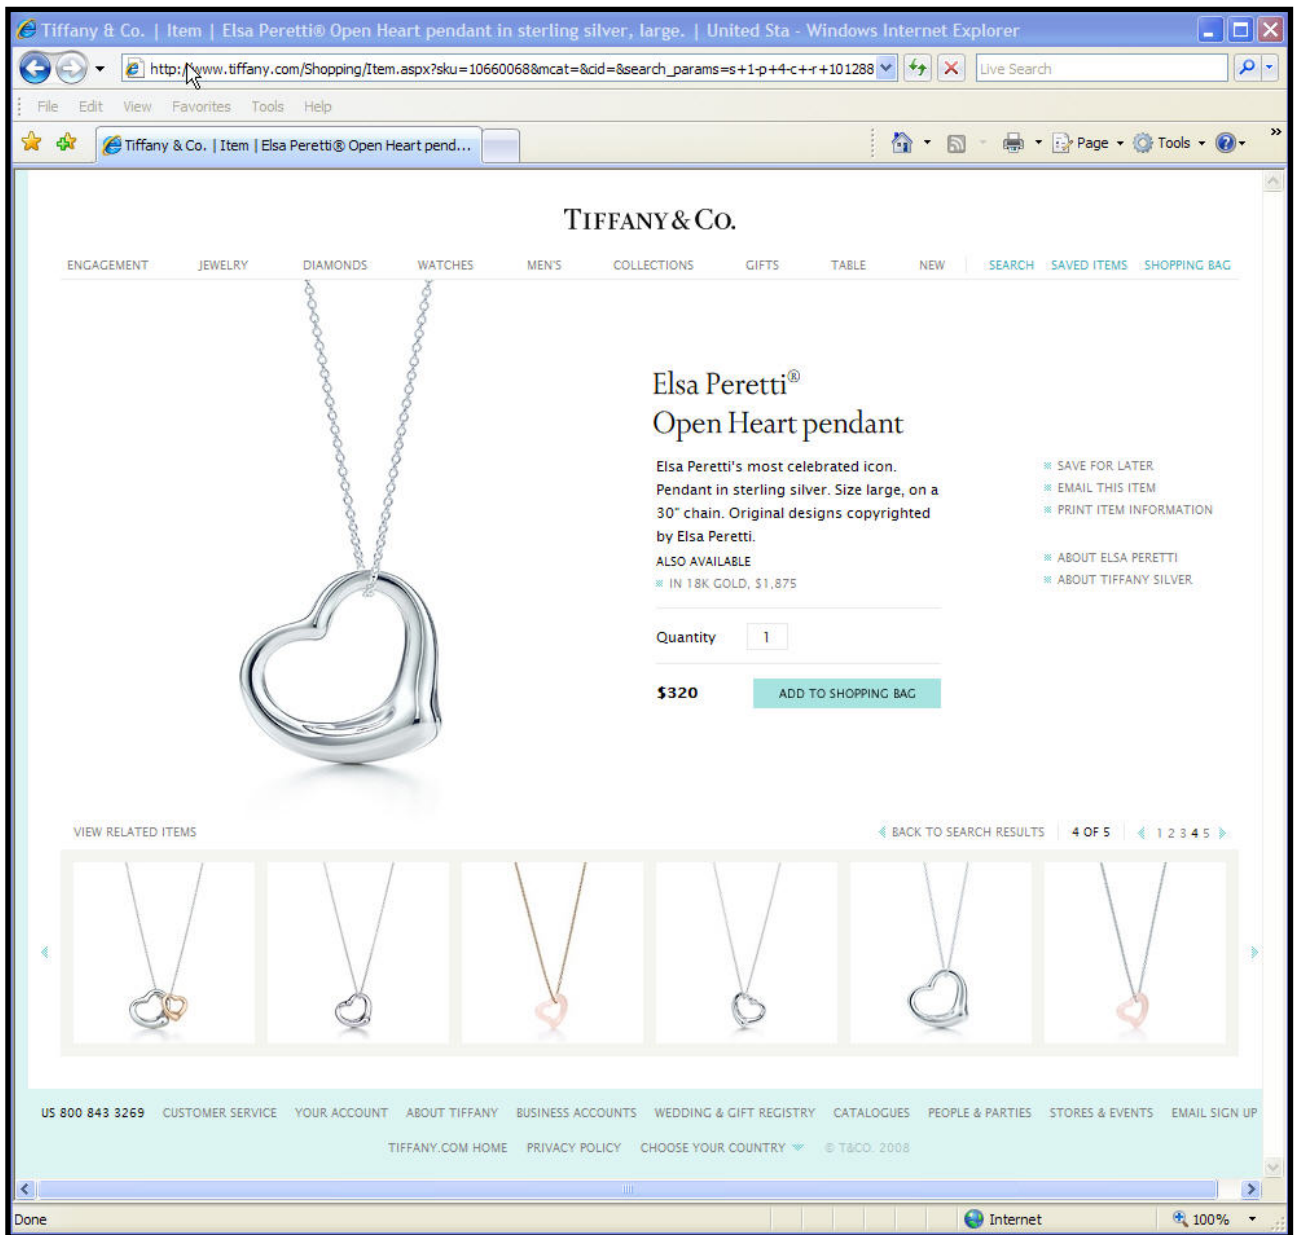 Tiffany & Co. | Item | Elsa Peretti® Open Heart pendant in sterling silver, large. | United Sta - Windows Internet Explorer
http://www.tiffany.com/Shopping/Item.aspx?sku=10660068&mcat=&cid=&search_params=s+1-p+4-c+-r+101288 Live Search
File Edit View Favorites Tools Help
Tiffany & Co. | Item | Elsa Peretti® Open Heart pend... Page Tools »
TIFFANY & CO.
ENGAGEMENT JEWELRY DIAMONDS WATCHES MEN'S COLLECTIONS GIFTS TABLE NEW SEARCH SAVED ITEMS SHOPPING BAG
Elsa Peretti®
Open Heart pendant
Elsa Peretti's most celebrated icon.
Pendant in sterling silver. Size large, on a
30" chain. Original designs copyrighted
by Elsa Peretti.
ALSO AVAILABLE
IN 18K GOLD, $1,875
Quantity 1
$320 ADD TO SHOPPING BAG
SAVE FOR LATER
EMAIL THIS ITEM
PRINT ITEM INFORMATION
ABOUT ELSA PERETTI
ABOUT TIFFANY SILVER
VIEW RELATED ITEMS BACK TO SEARCH RESULTS 4 OF 5 1 2 3 4 5
US 800 843 3269 CUSTOMER SERVICE YOUR ACCOUNT ABOUT TIFFANY BUSINESS ACCOUNTS WEDDING & GIFT REGISTRY CATALOGUES PEOPLE & PARTIES STORES & EVENTS EMAIL SIGN UP
TIFFANY.COM HOME PRIVACY POLICY CHOOSE YOUR COUNTRY © T&CO. 2008
Done Internet 100%